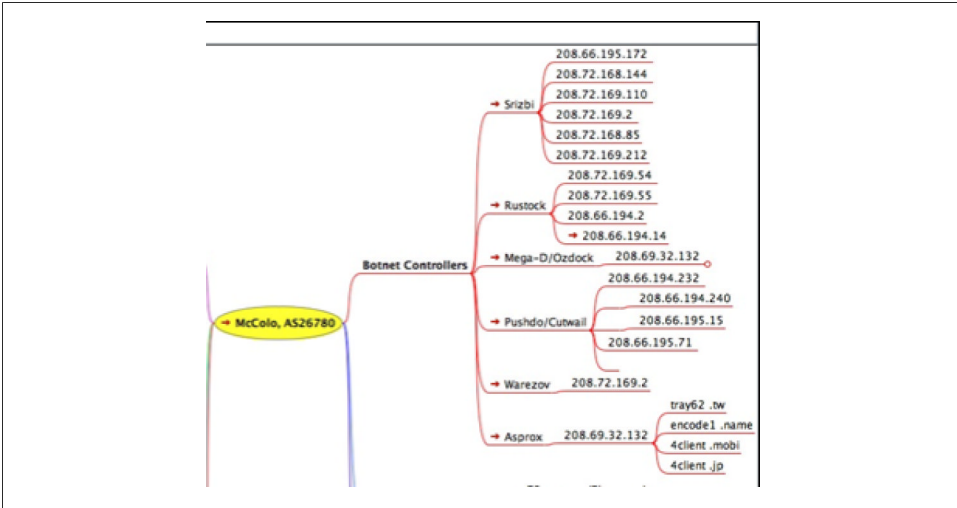 208.66.195.172
208.72.168.144
208.72.169.110
Srizbi
208.72.169.2
208.72.168.85
208.72.169.212
208.72.169.54
208.72.169.55
Rustock
208.66.194.2
208.66.194.14
Mega-D/Ozdock
208.69.32.132
Botnet Controllers
208.66.194.232
208.66.194.240
McColo, AS26780
Pushdo/Cutwail
208.66.195.15
208.66.195.71
Warezov
208.72.169.2
tray62 .tw
encode1 .name
Asprox
208.69.32.132
4client .mobi
4client .jp